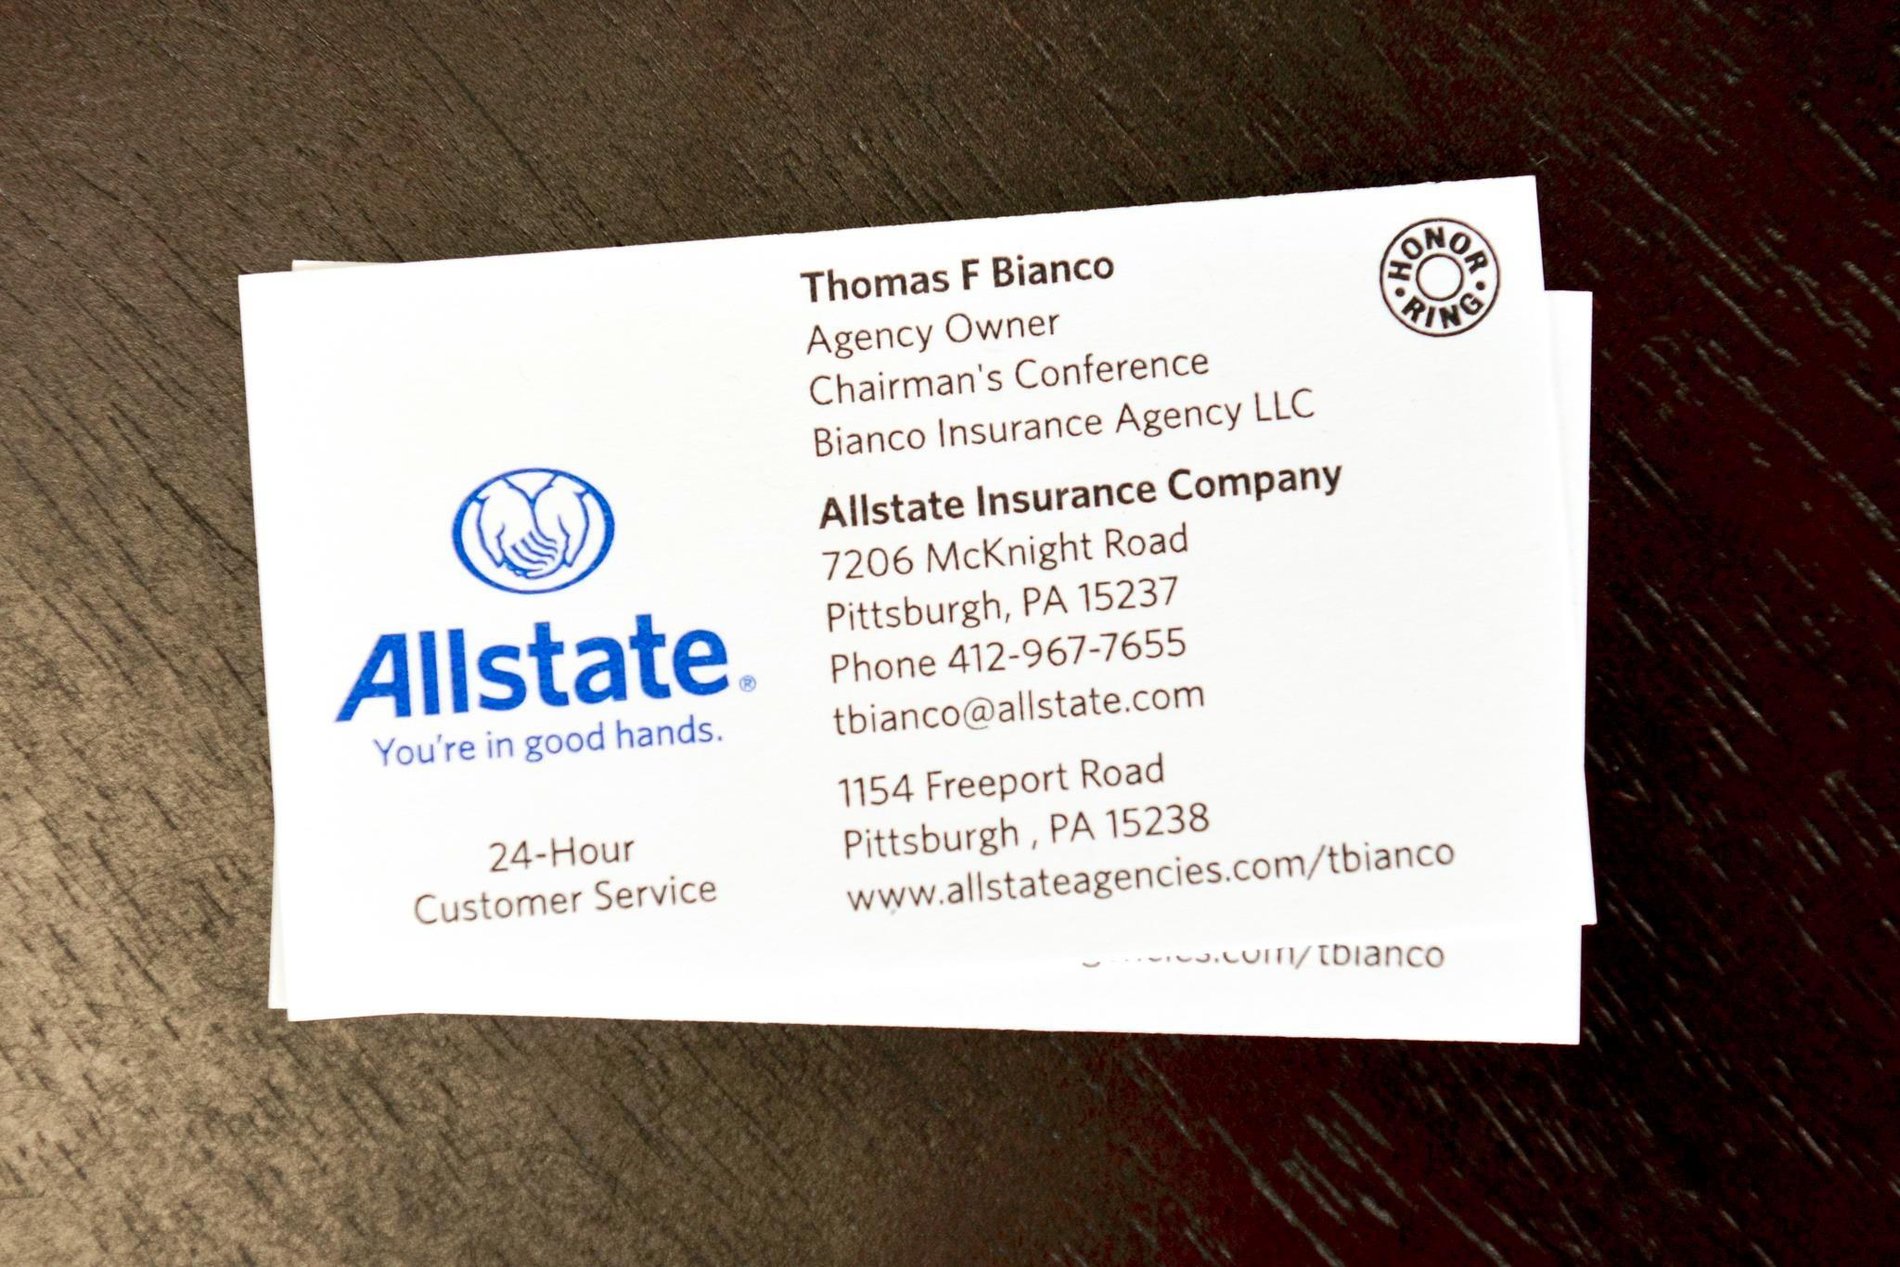 Thomas F Bianco
Agency Owner
Chairman's Conference
Bianco Insurance Agency LLC
HONOR
RING
Allstate Insurance Company
7206 McKnight Road
Pittsburgh, PA 15237
Phone 412-967-7655
tbianco@allstate.com
1154 Freeport Road
Pittsburgh , PA 15238
www.allstateagencies.com/tbianco
Allstate®
You're in good hands.
24-Hour
Customer Service
.com/tbianco